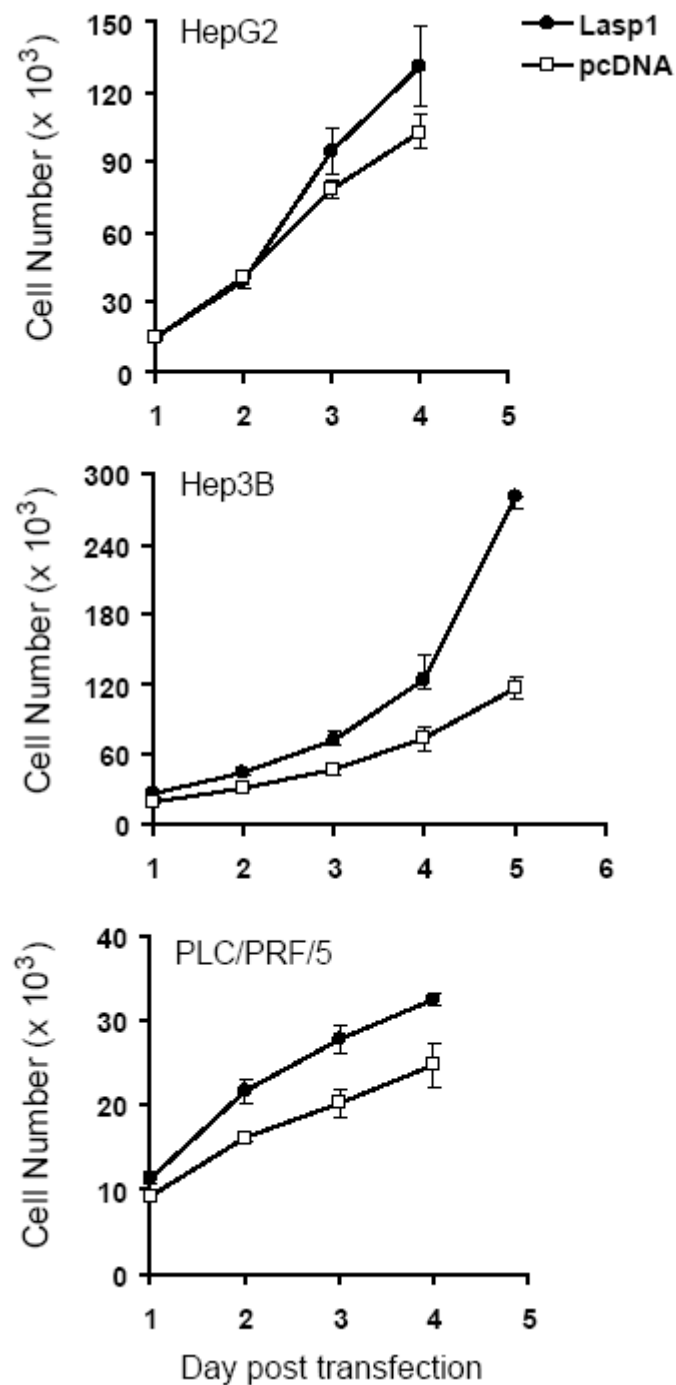 Lasp1
pcDNA
HepG2
Cell Number (x 10³)
150
120
90
60
30
0
1 2 3 4 5
Hep3B
Cell Number (x 10³)
300
240
180
120
60
0
1 2 3 4 5 6
PLC/PRF/5
Cell Number (x 10³)
40
30
20
10
0
1 2 3 4 5
Day post transfection